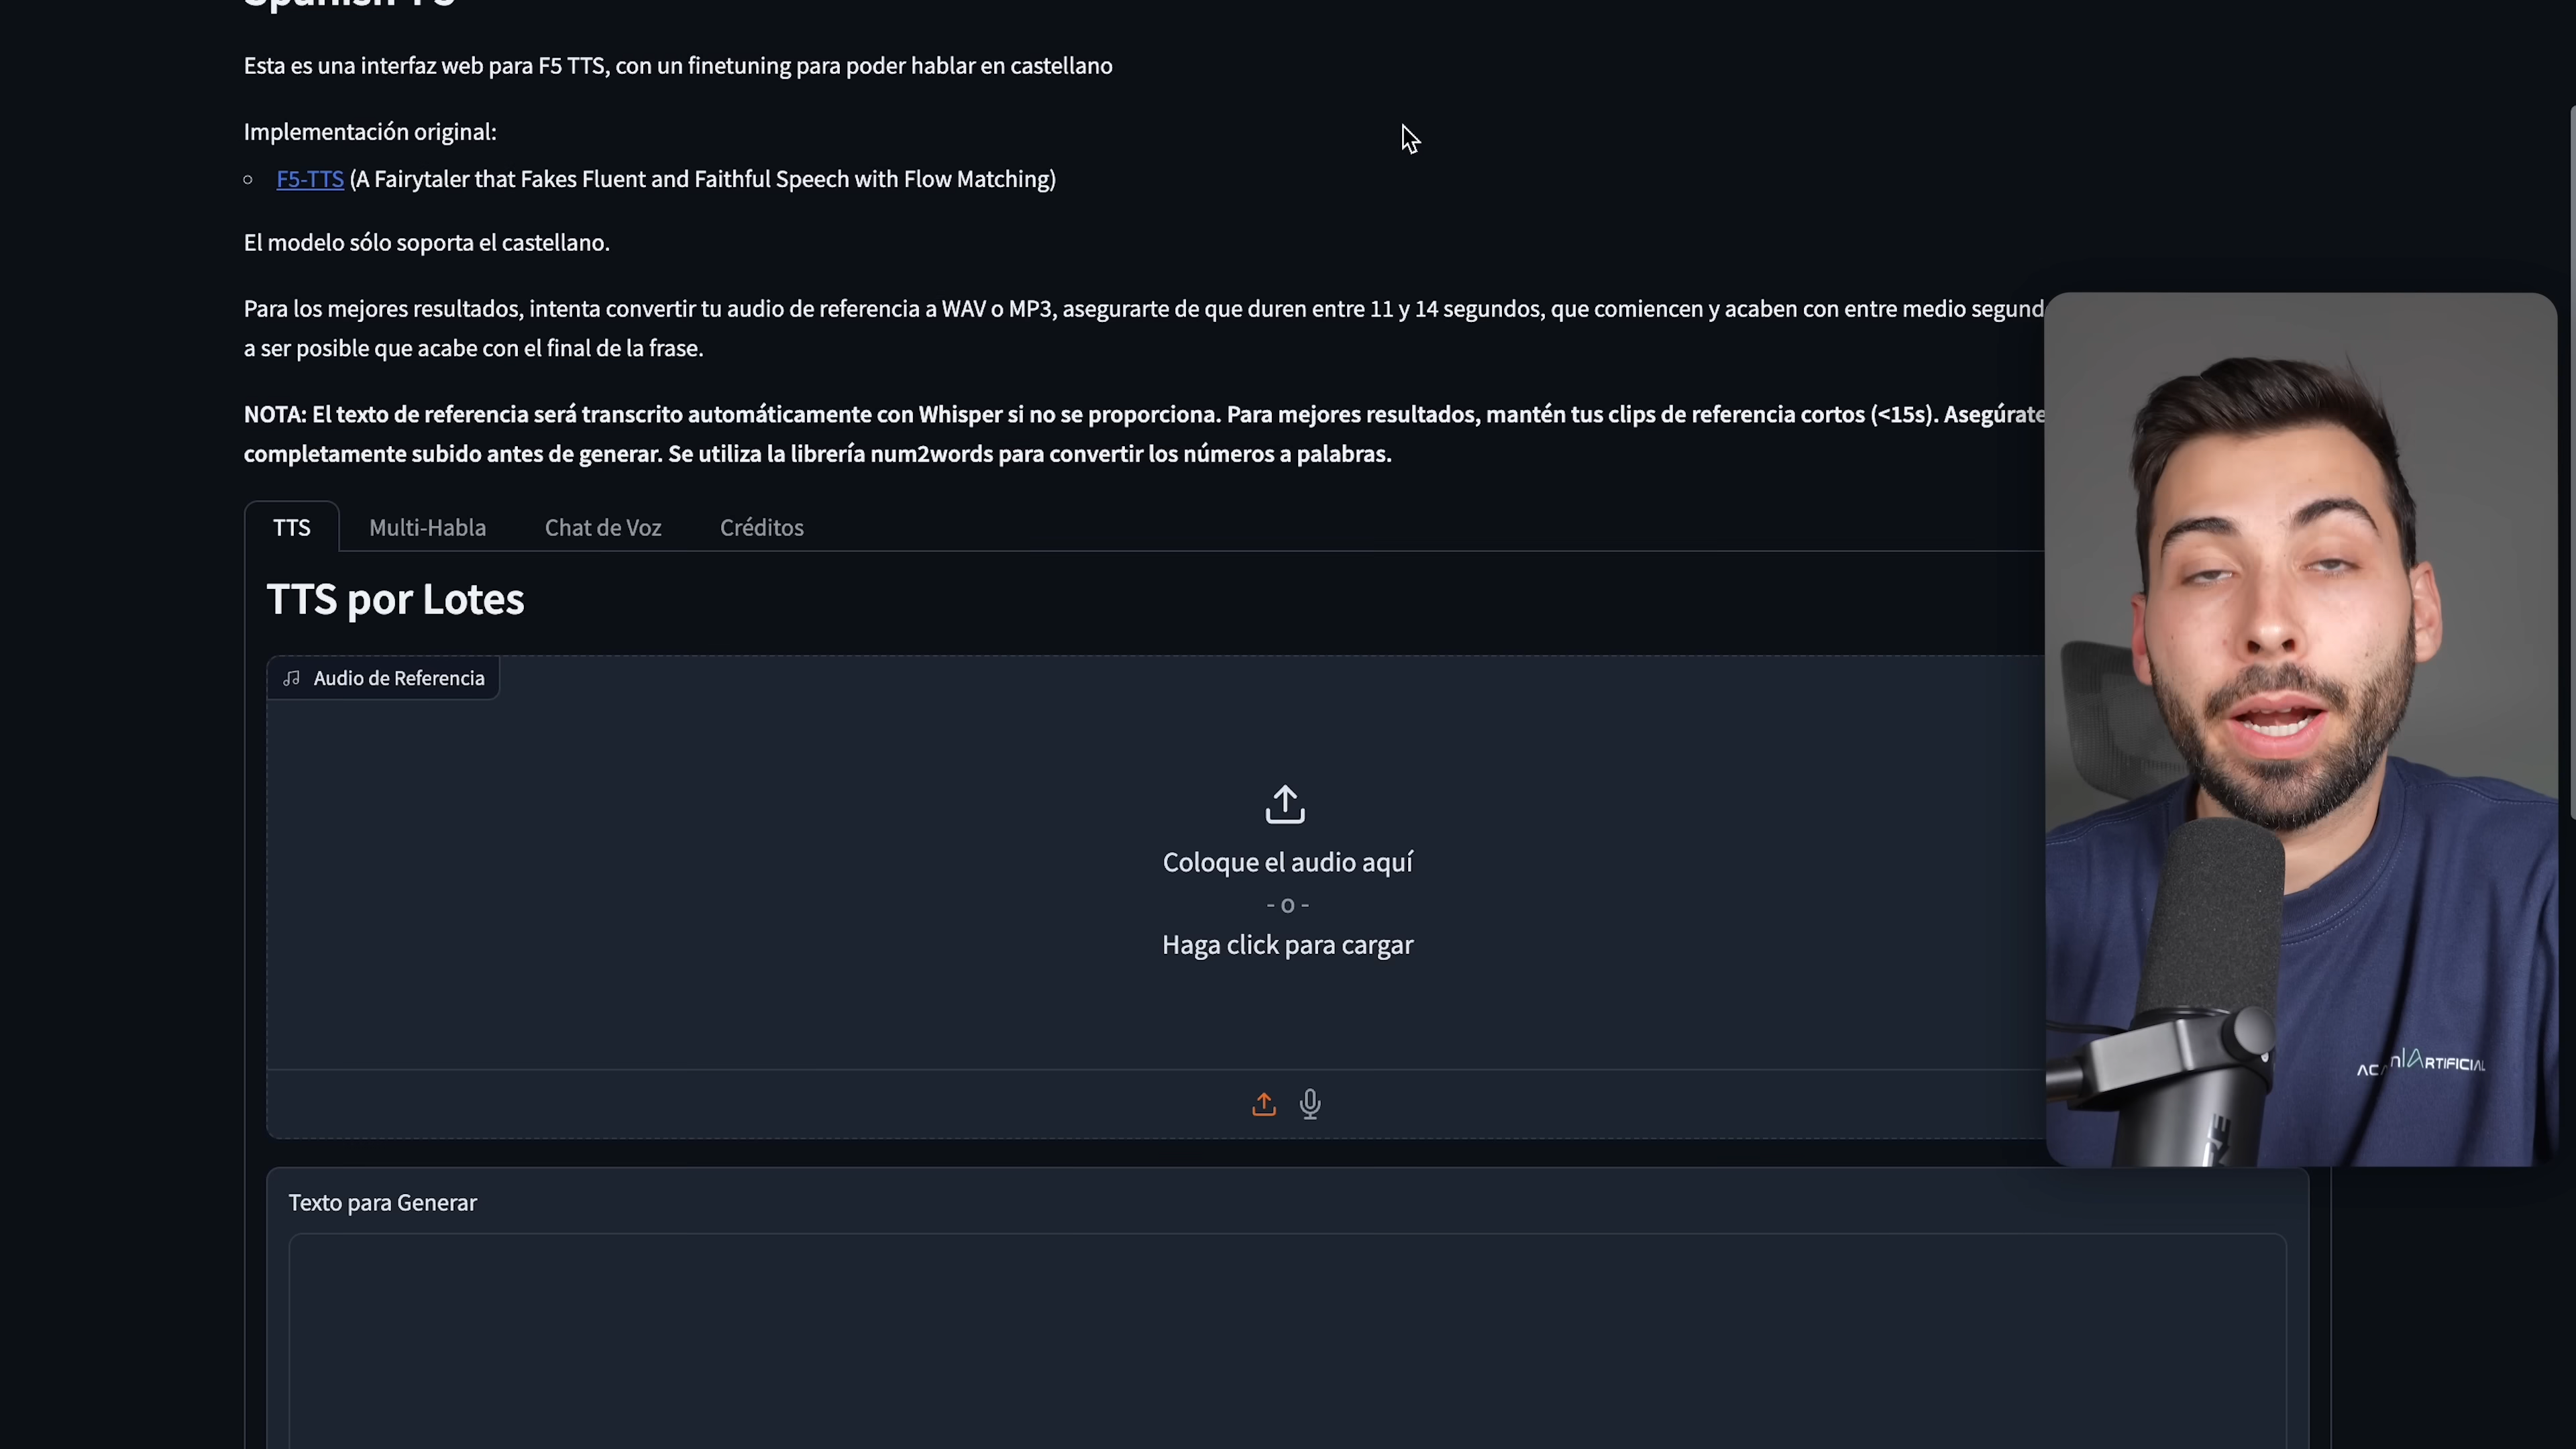 Spanish-F5
Esta es una interfaz web para F5 TTS, con un finetuning para poder hablar en castellano
Implementación original:
F5-TTS (A Fairytaler that Fakes Fluent and Faithful Speech with Flow Matching)
El modelo sólo soporta el castellano.
Para los mejores resultados, intenta convertir tu audio de referencia a WAV o MP3, asegurarte de que duren entre 11 y 14 segundos, que comiencen y acaben con entre medio
a ser posible que acabe con el final de la frase.
NOTA: El texto de referencia será transcrito automáticamente con Whisper si no se proporciona. Para mejores resultados, mantén tus clips de referencia cortos (<15s). Asegúrate
completamente subido antes de generar. Se utiliza la librería num2words para convertir los números a palabras.
TTS Multi-Habla Chat de Voz Créditos
TTS por Lotes
Audio de Referencia
Coloque el audio aquí
- o -
Haga click para cargar
Texto para Generar